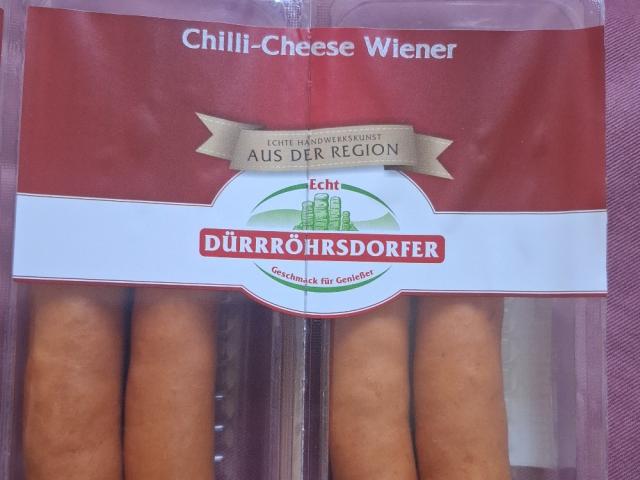 Chilli-Cheese Wiener
ECHTE HANDWERKSKUNST
AUS DER REGION
Echt
DÜRRRÖHRSDORFER
Geschmack für Genießer